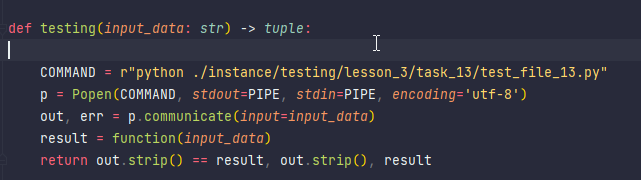 def testing(input_data: str) -> tuple:
COMMAND = r"python ./instance/testing/lesson_3/task_13/test_file_13.py"
p = Popen(COMMAND, stdout=PIPE, stdin=PIPE, encoding='utf-8')
out, err = p.communicate(input=input_data)
result = function(input_data)
return out.strip() == result, out.strip(), result